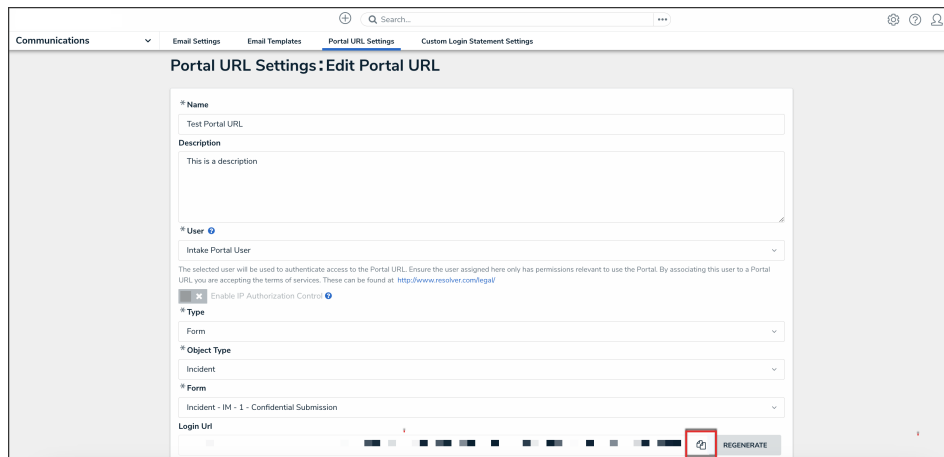 Search...
Communications
Email Settings
Email Templates
Portal URL Settings
Custom Login Statement Settings
Portal URL Settings: Edit Portal URL
* Name
Test Portal URL
Description
This is a description
* User
Intake Portal User
The selected user will be used to authenticate access to the Portal URL. Ensure the user assigned here only has permissions relevant to use the Portal. By associating this user to a Portal
URL you are accepting the terms of services. These can be found at http://www.resolver.com/legal/
Enable IP Authorization Control
* Type
Form
* Object Type
Incident
* Form
Incident - IM - 1 - Confidential Submission
Login Url
REGENERATE